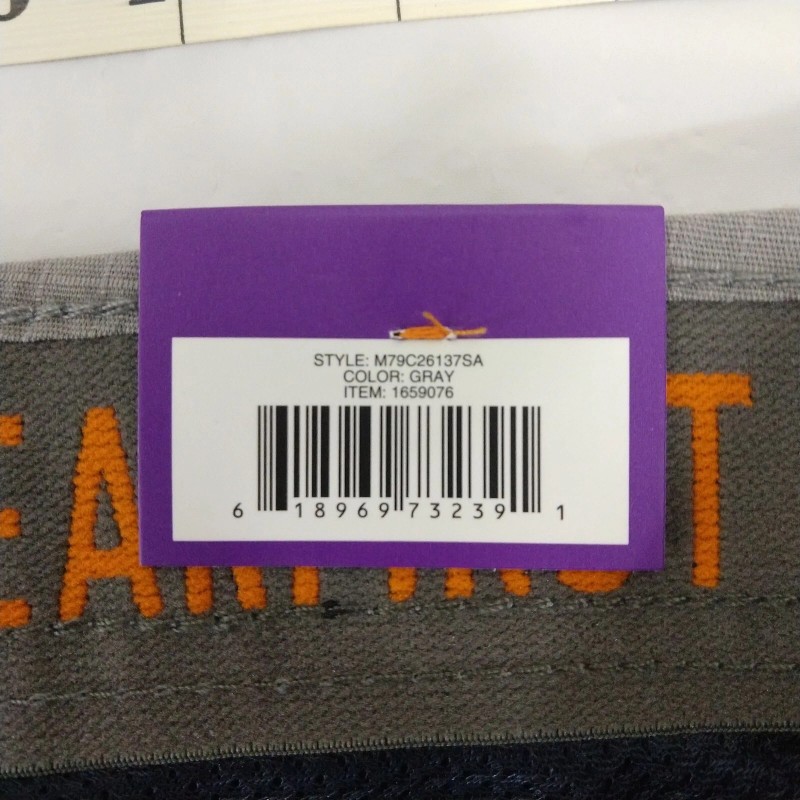 STYLE: M79C26137SA
COLOR: GRAY
ITEM: 1659076
6 18969 73239 1